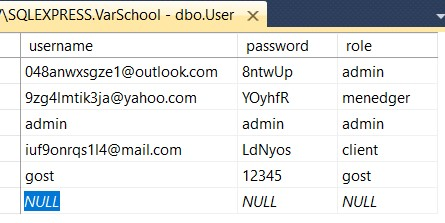 \SQLEXPRESS.VarSchool - dbo.User
username password role
048anwxsgze1@outlook.com 8ntwUp admin
9zg4lmtik3ja@yahoo.com YOyhfR menedger
admin admin admin
iuf9onrqs1l4@mail.com LdNyos client
gost 12345 gost
NULL NULL NULL